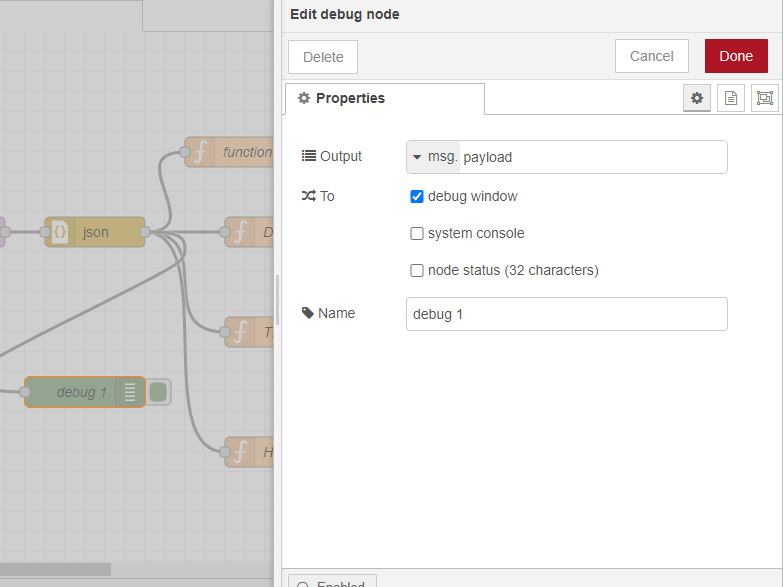 Edit debug node
Delete
Cancel
Done
Properties
Output
msg. payload
To
debug window
system console
node status (32 characters)
Name
debug 1
function
json
D
T
debug 1
H
Enabled